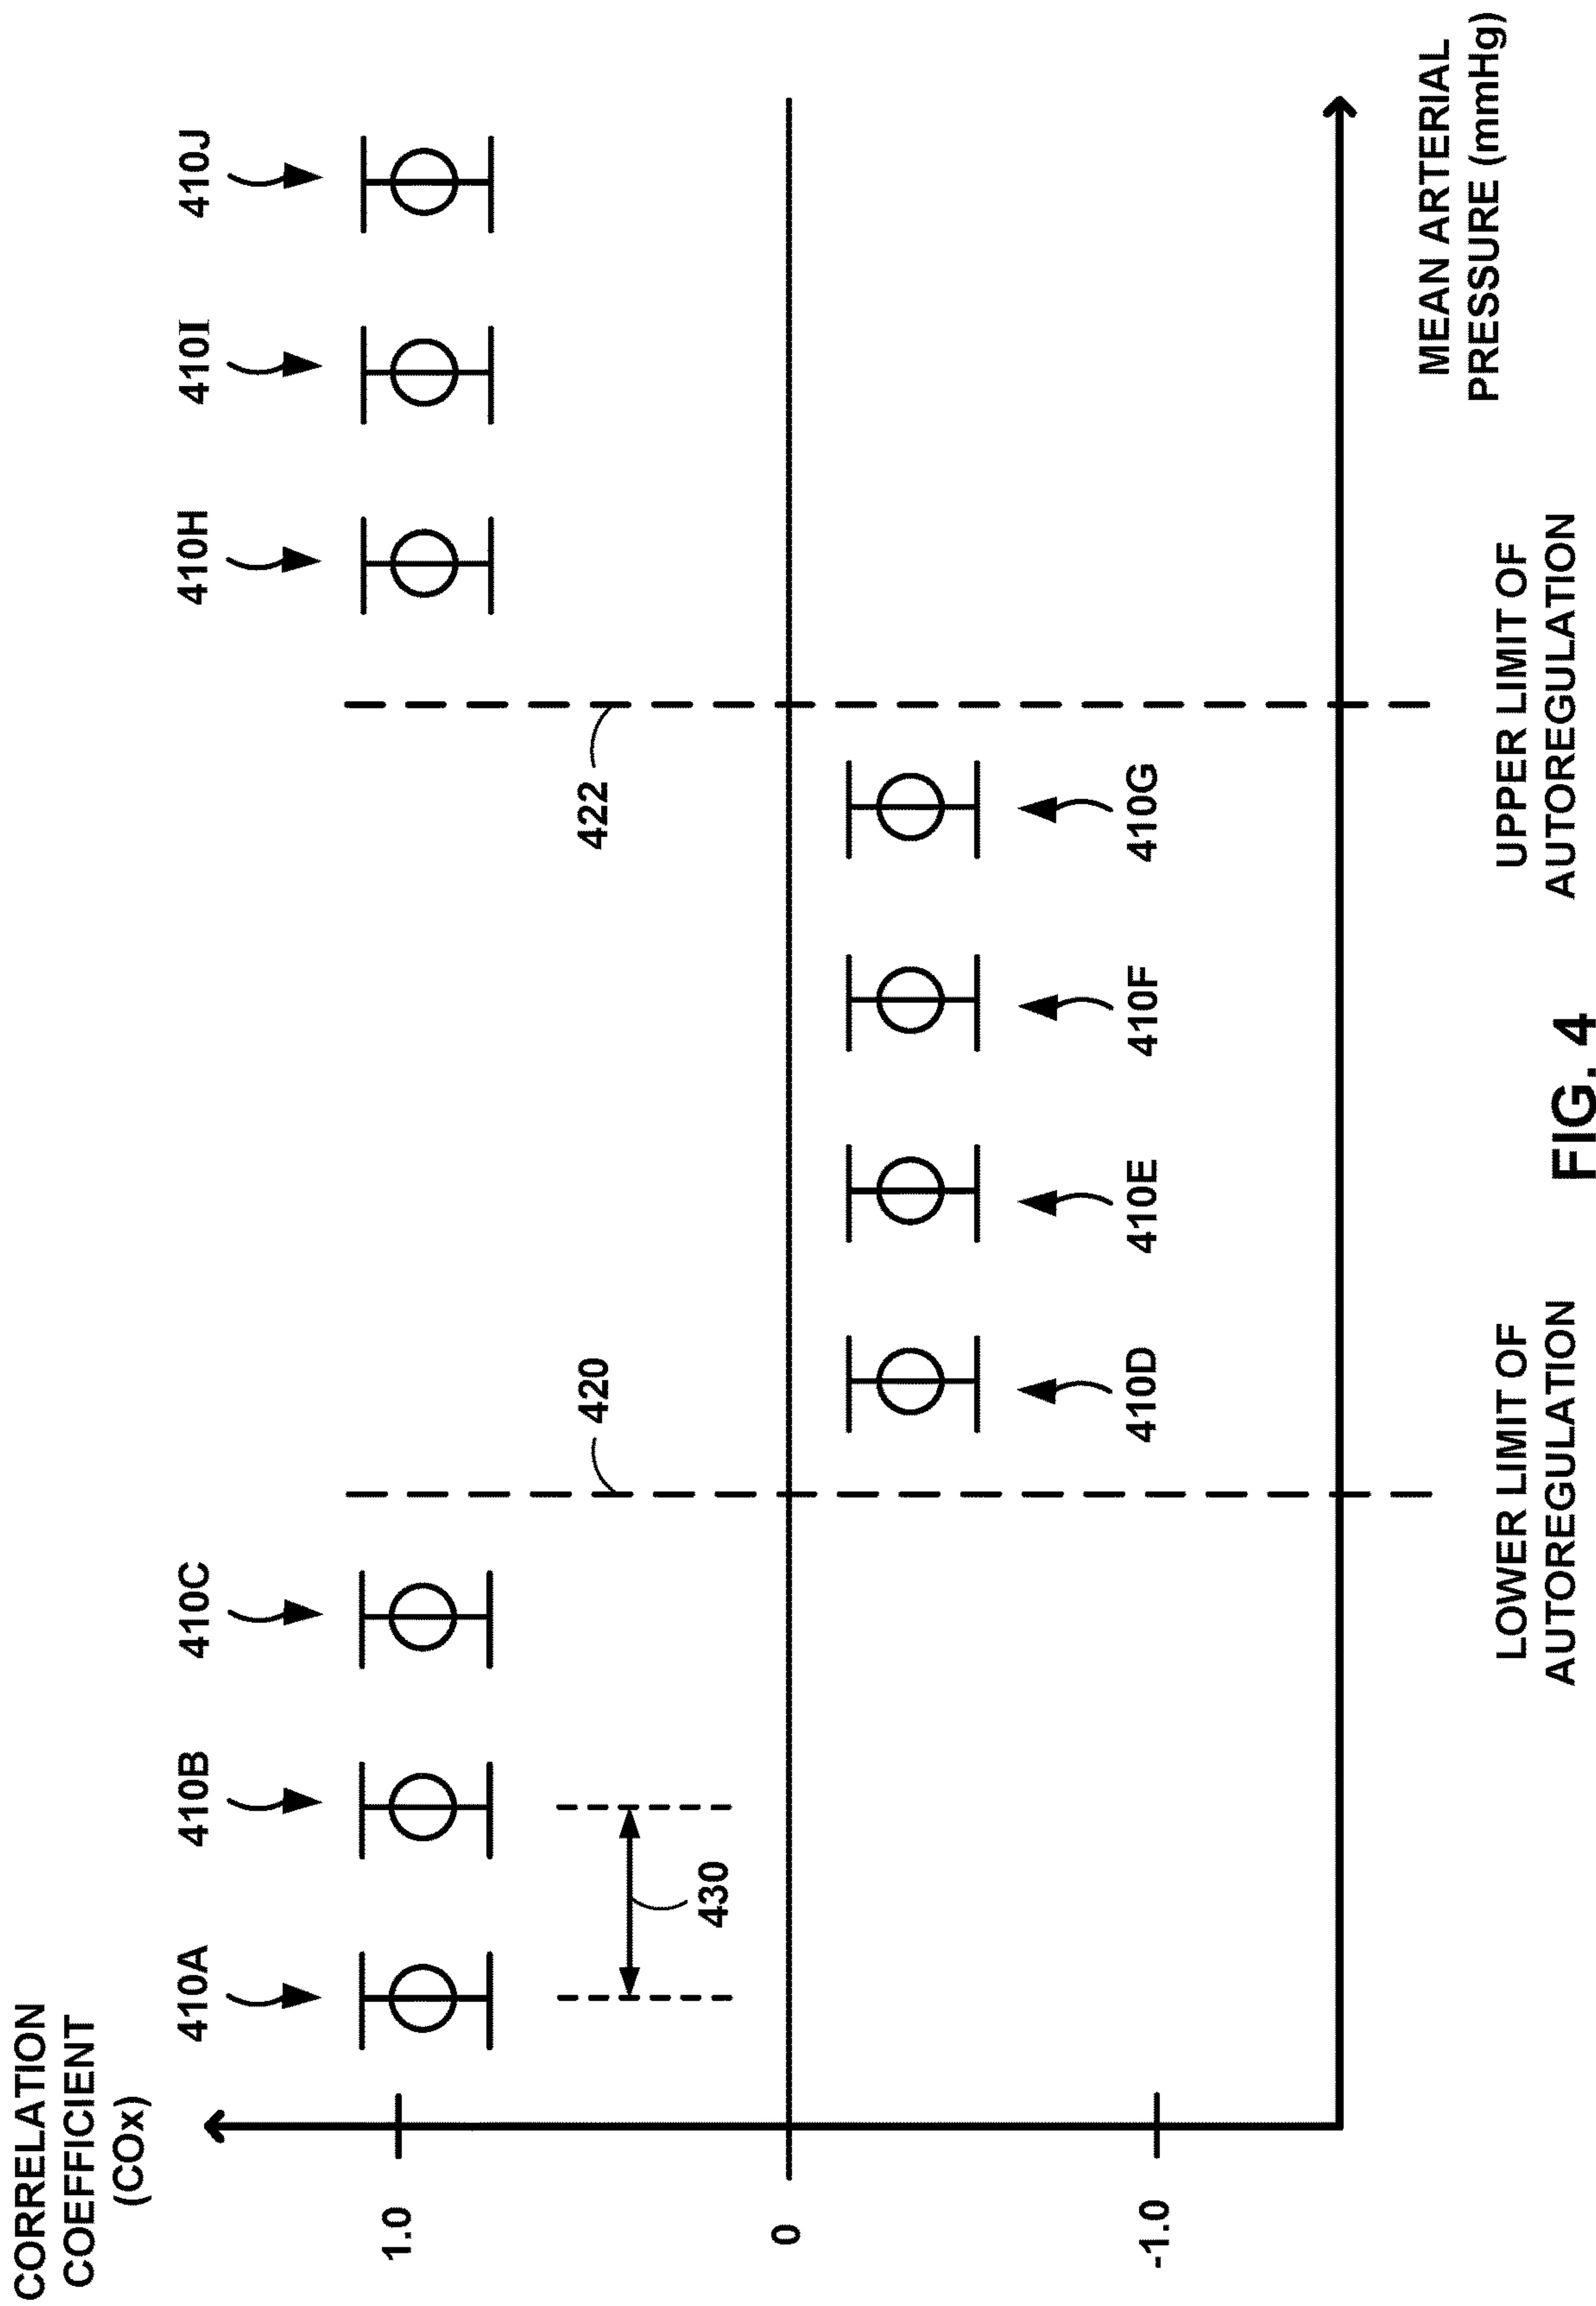 CORRELATION
COEFFICIENT
(COx)
410A
410B
410C
410H
410I
410J
1.0
430
420
422
0
410D
410E
410F
410G
-1.0
MEAN ARTERIAL
PRESSURE (mmHg)
LOWER LIMIT OF
AUTOREGULATION
UPPER LIMIT OF
AUTOREGULATION
FIG. 4